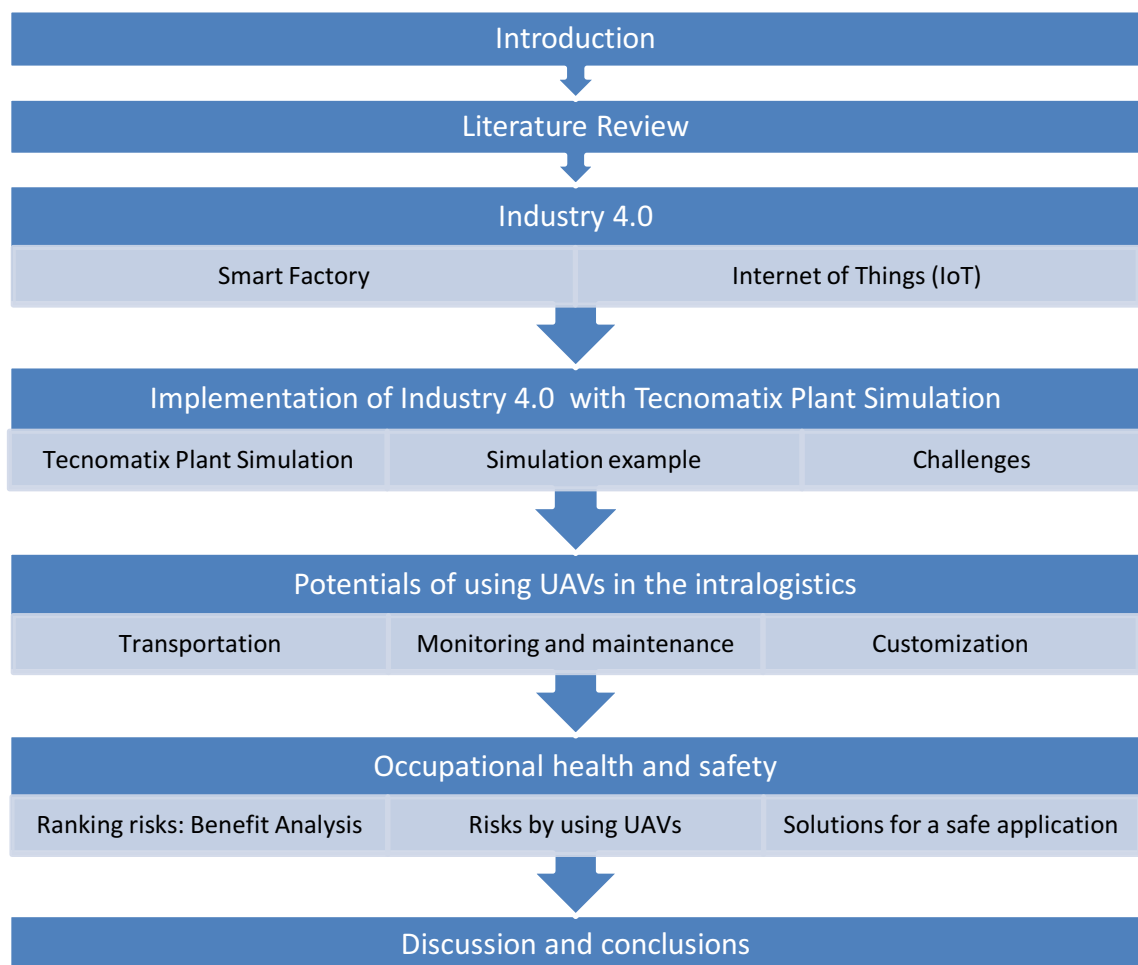 Introduction
Literature Review
Industry 4.0
Smart Factory
Internet of Things (IoT)
Implementation of Industry 4.0 with Tecnomatix Plant Simulation
Tecnomatix Plant Simulation
Simulation example
Challenges
Potentials of using UAVs in the intralogistics
Transportation
Monitoring and maintenance
Customization
Occupational health and safety
Ranking risks: Benefit Analysis
Risks by using UAVs
Solutions for a safe application
Discussion and conclusions